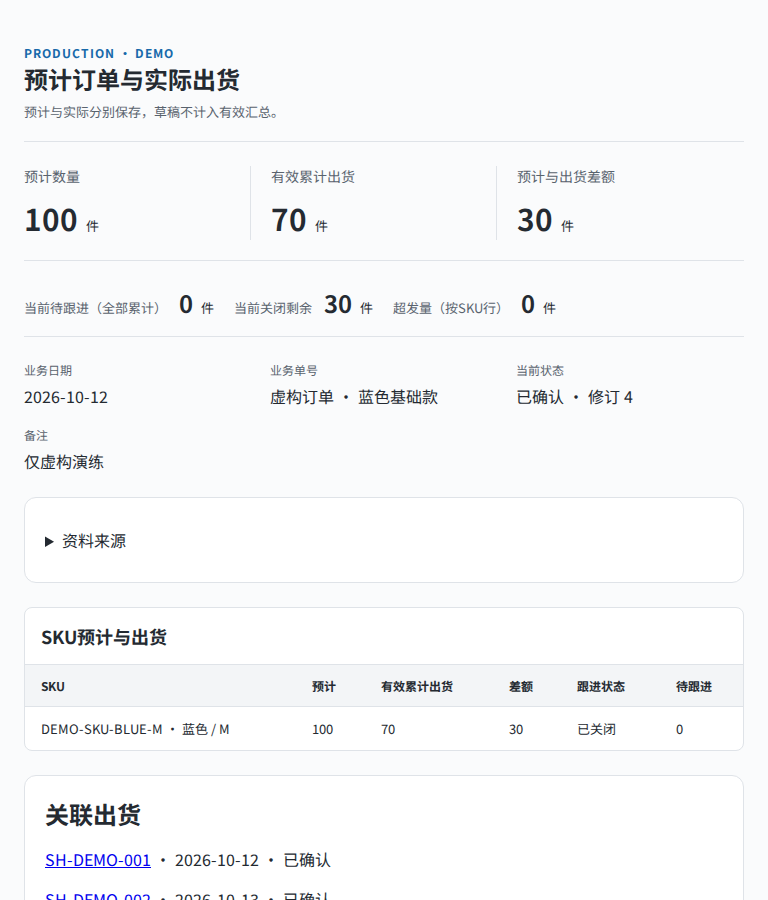 PRODUCTION · DEMO
预计订单与实际出货
预计与实际分别保存，草稿不计入有效汇总。
预计数量 有效累计出货 预计与出货差额
100 件 70 件 30 件
当前待跟进（全部累计） 0 件 当前关闭剩余 30 件 超发量（按SKU行） 0 件
业务日期 业务单号 当前状态
2026-10-12 虚构订单 · 蓝色基础款 已确认 · 修订 4
备注
仅虚构演练
▶ 资料来源
SKU预计与出货
SKU 预计 有效累计出货 差额 跟进状态 待跟进
DEMO-SKU-BLUE-M · 蓝色 / M 100 70 30 已关闭 0
关联出货
SH-DEMO-001 · 2026-10-12 · 已确认
SH-DEMO-002 · 2026-10-13 · 已确认